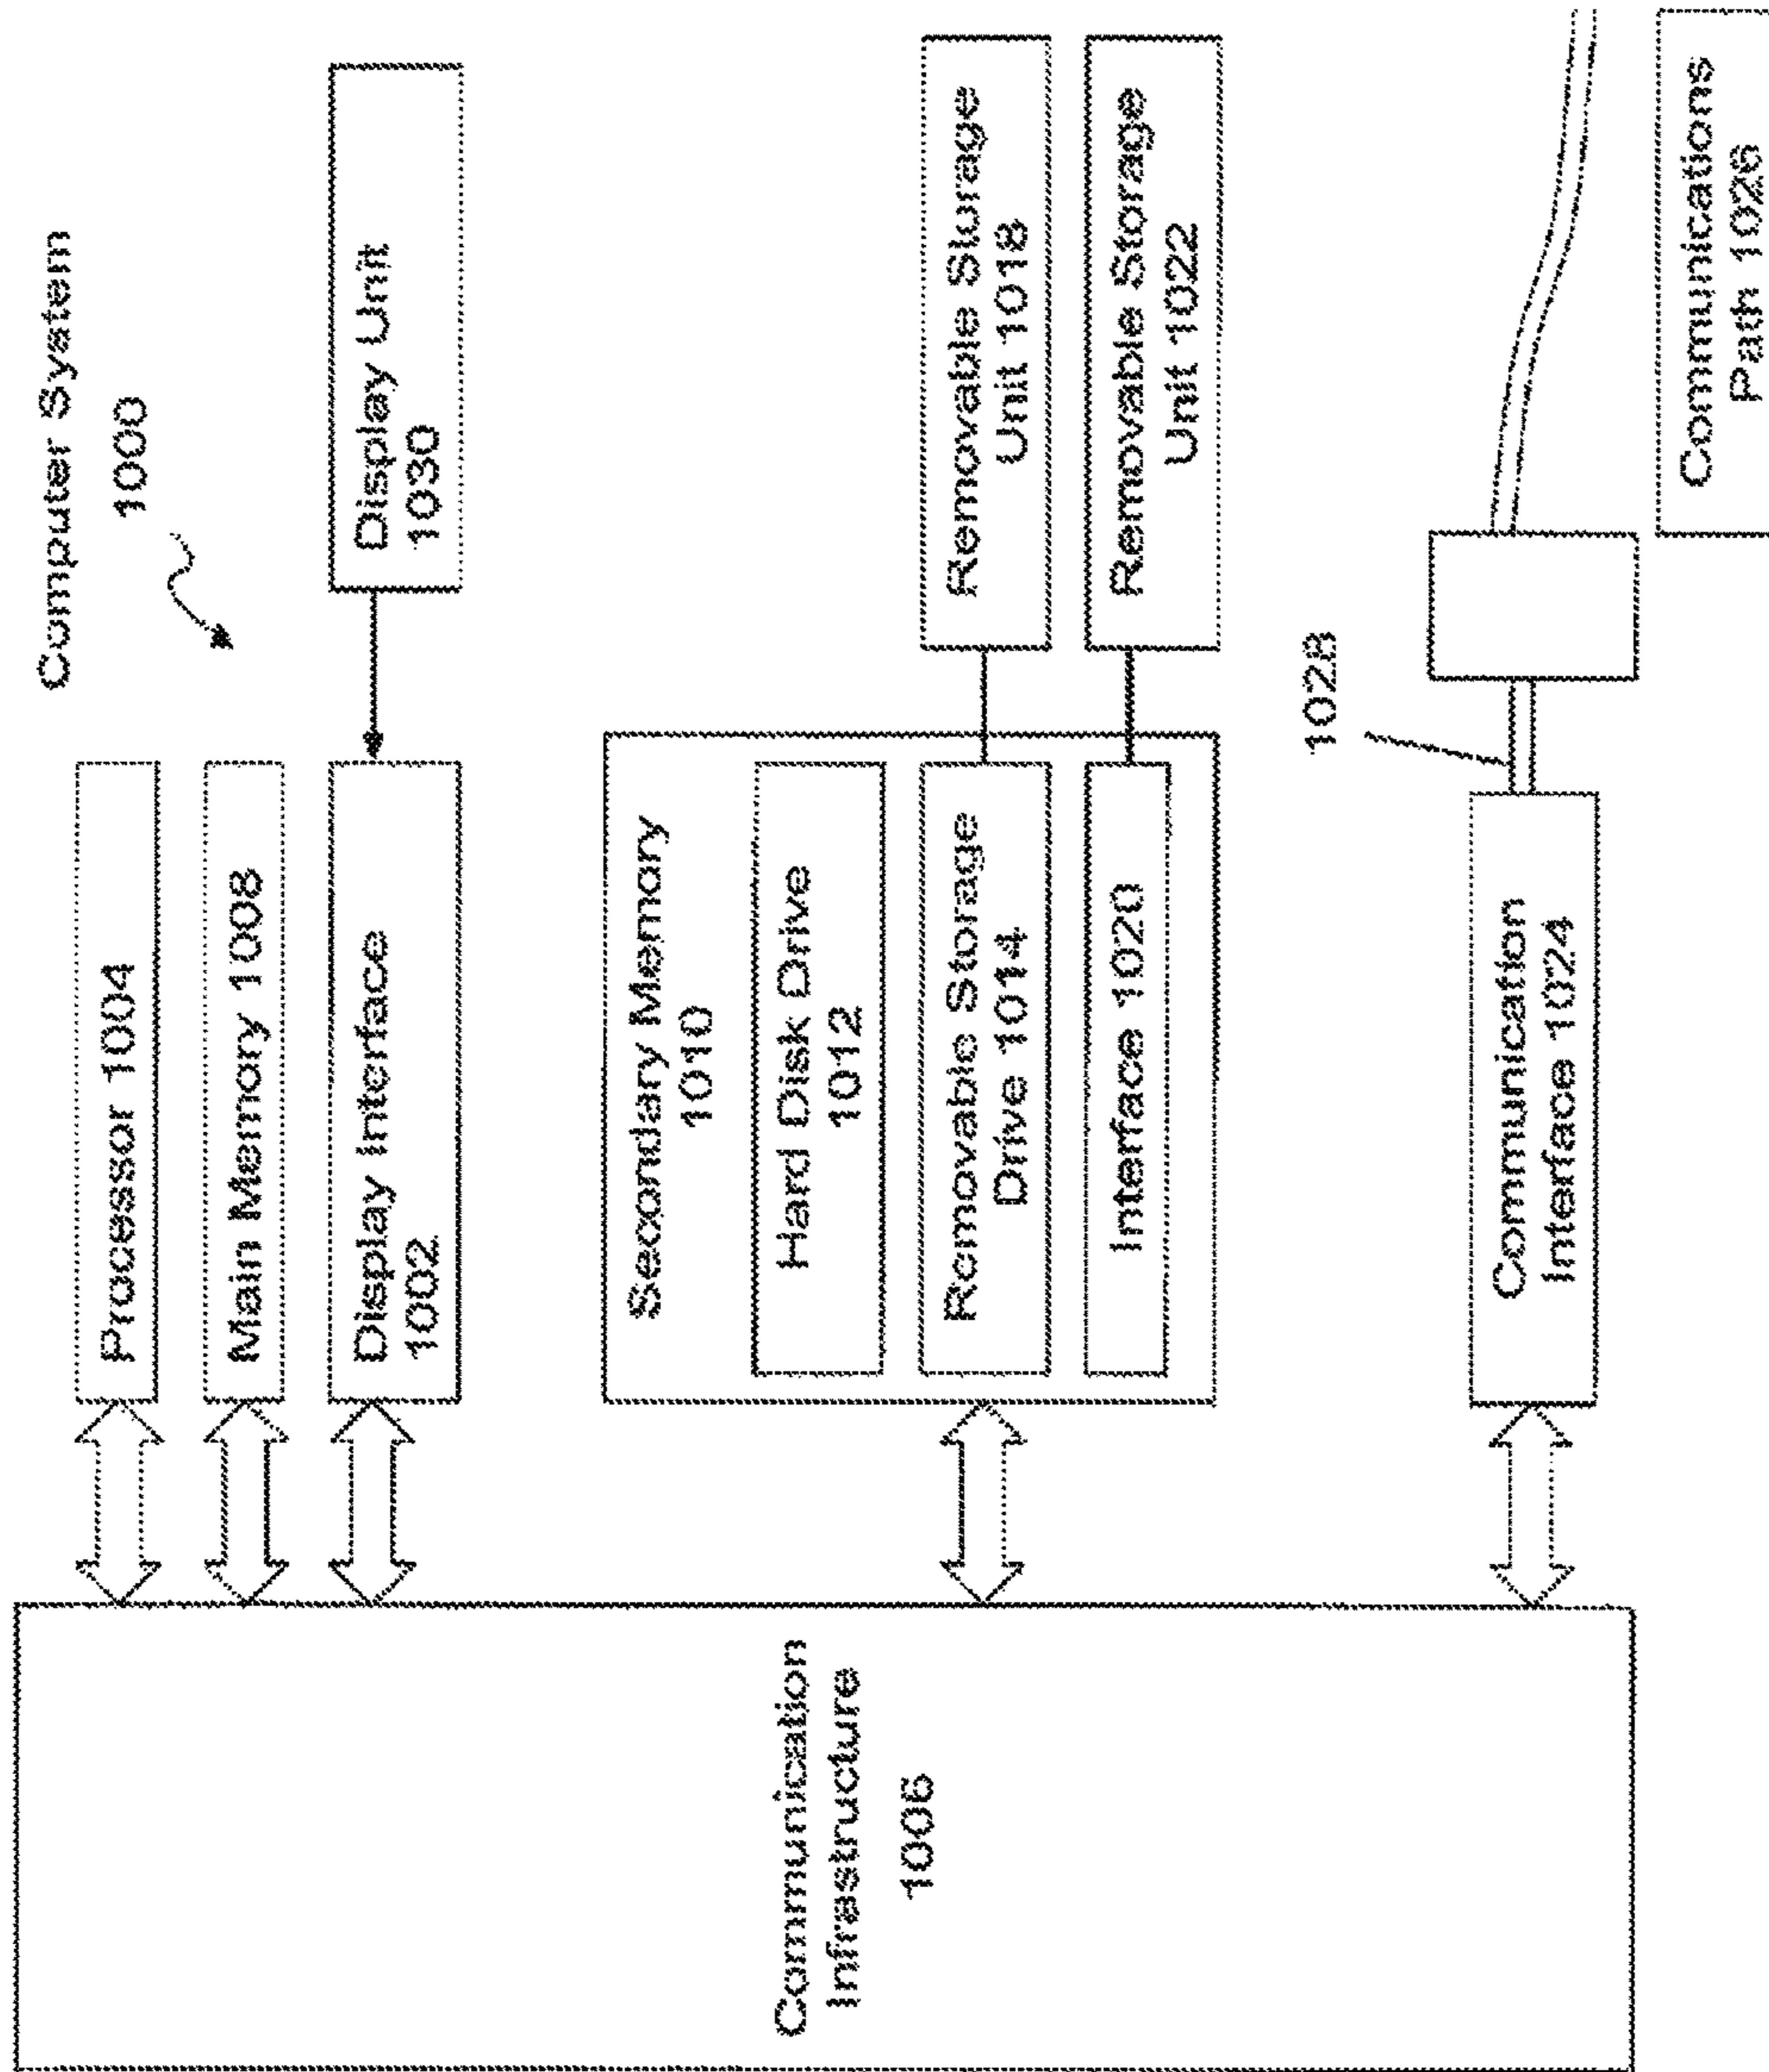 Computer System
1000
Processor 1004
Main Memory 1008
Display Interface
1002
Display Unit
1030
Communication
Infrastructure
1006
Secondary Memory
1010
Hard Disk Drive
1012
Removable Storage
Drive 1014
Interface 1020
Removable Slurage
Unit 1018
Removable Storage
Unit 1022
1028
Communication
Interface 1024
Communications
Path 1026